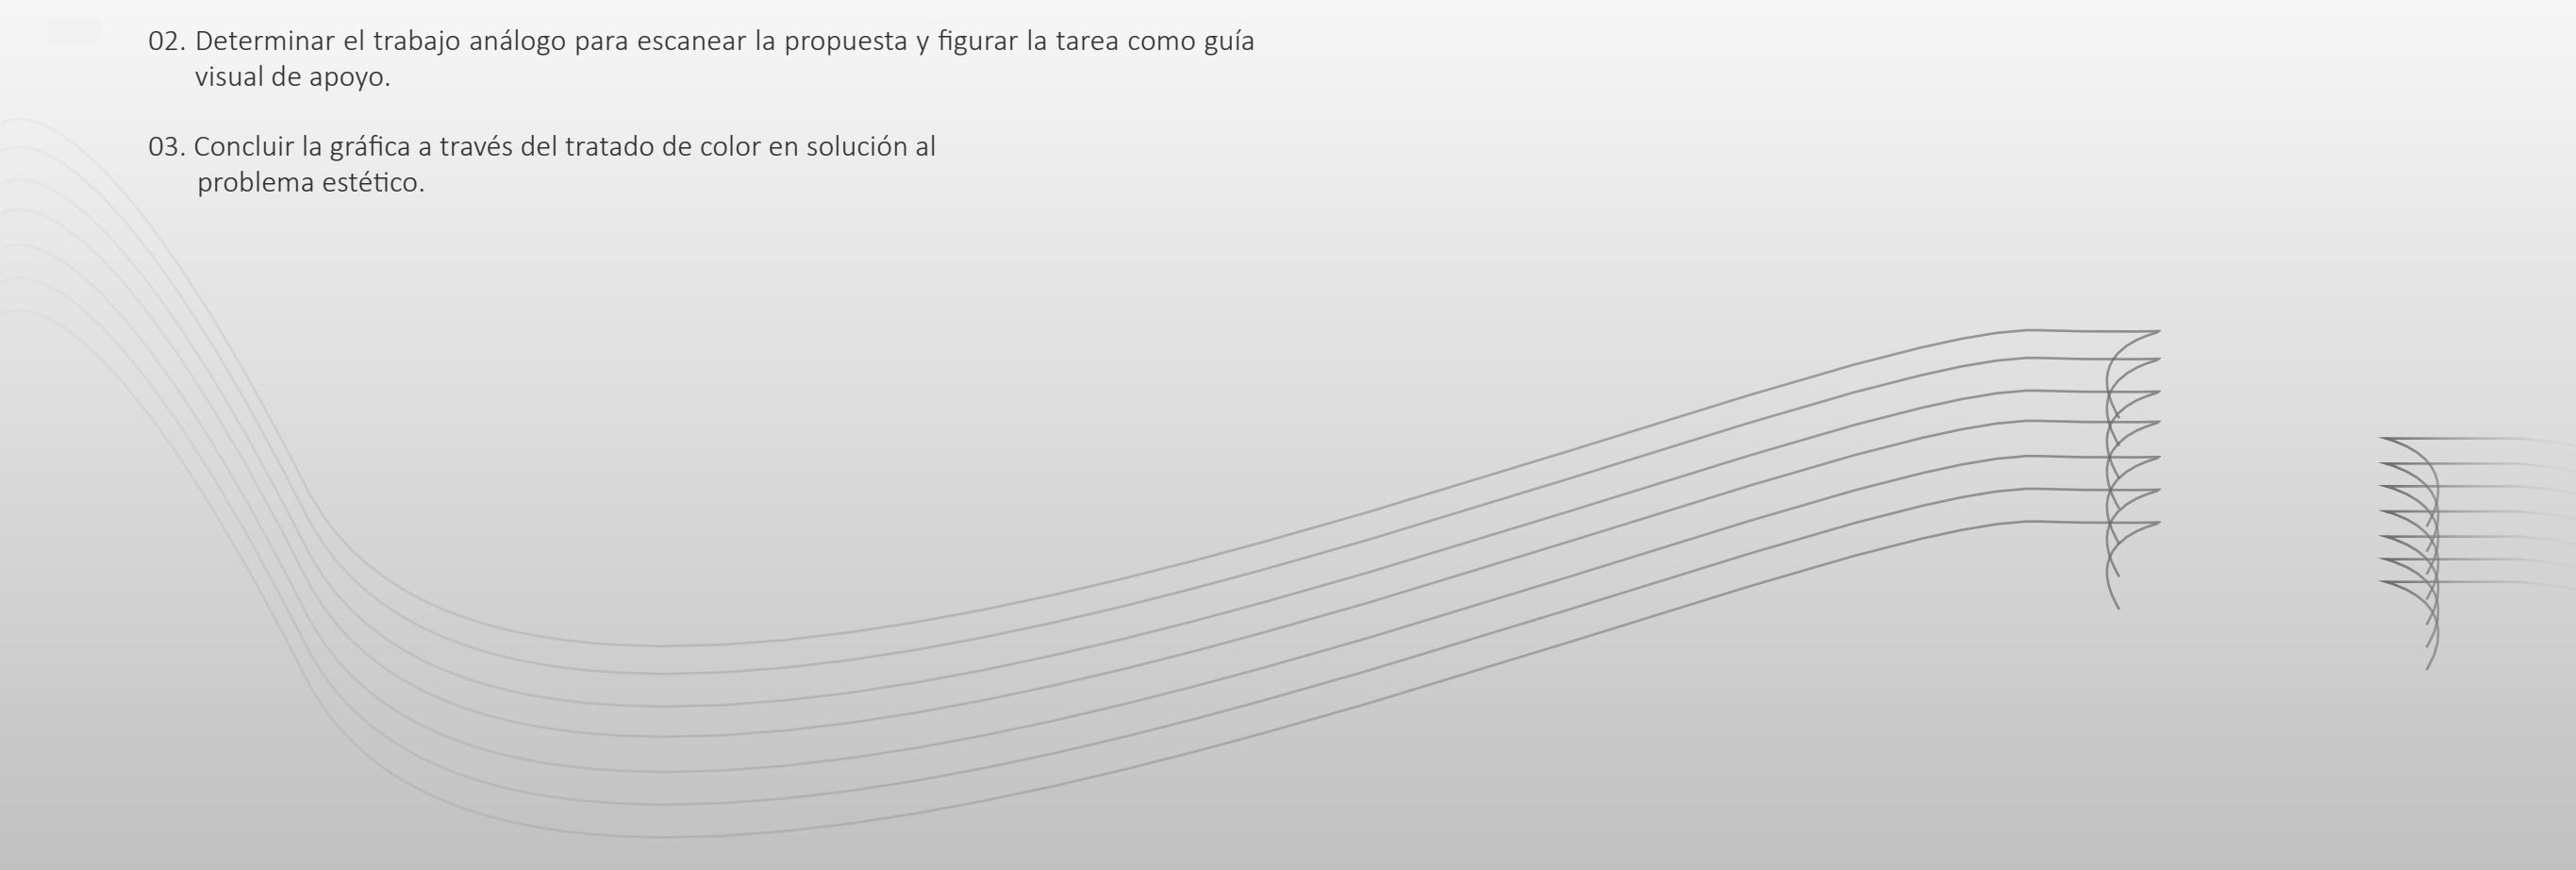 02. Determinar el trabajo análogo para escanear la propuesta y figurar la tarea como guía
visual de apoyo.
03. Concluir la gráfica a través del tratado de color en solución al
problema estético.